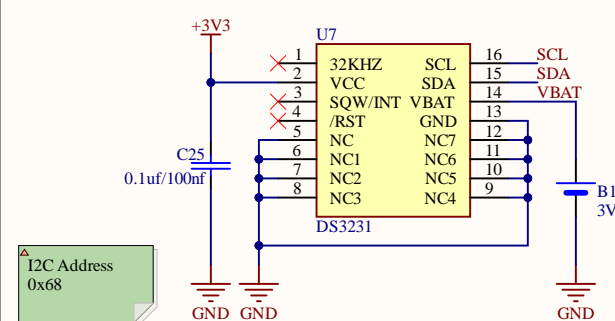 +3V3
U7
1 32KHZ SCL 16 SCL
2 VCC SDA 15 SDA
3 SQW/INT VBAT 14 VBAT
4 /RST GND 13
5 NC NC7 12
6 NC1 NC6 11
7 NC2 NC5 10
8 NC3 NC4 9
C25
0.1uf/100nf
B1
3V
DS3231
I2C Address
0x68
GND GND GND